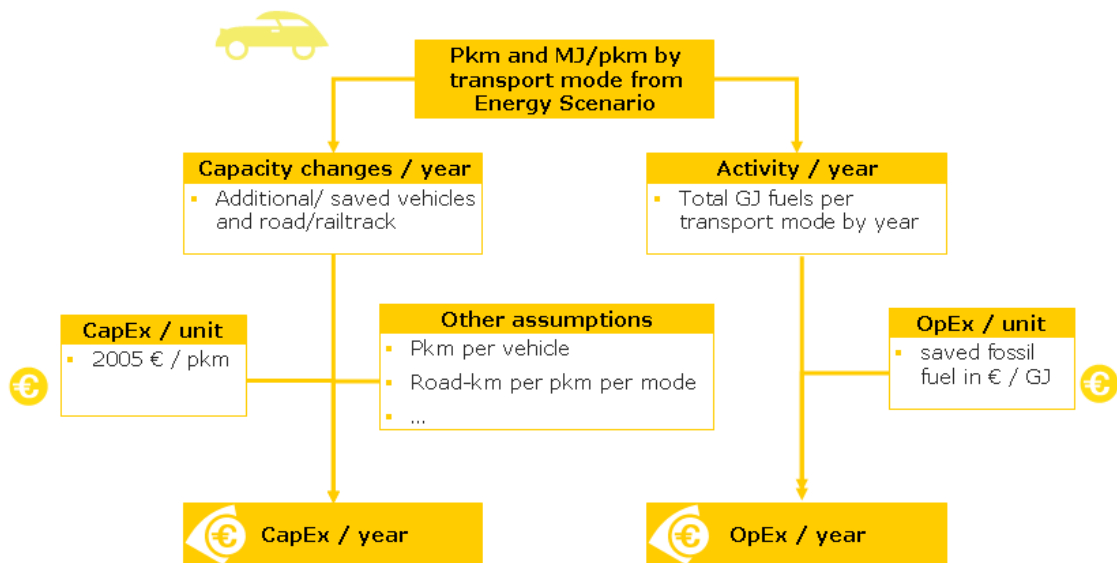 Pkm and MJ/pkm by
transport mode from
Energy Scenario
Capacity changes / year
▪ Additional/ saved vehicles
and road/railtrack
Activity / year
▪ Total GJ fuels per
transport mode by year
CapEx / unit
▪ 2005 € / pkm
Other assumptions
▪ Pkm per vehicle
▪ Road-km per pkm per mode
▪ ...
OpEx / unit
▪ saved fossil
fuel in € / GJ
€
€
€ CapEx / year
€ OpEx / year